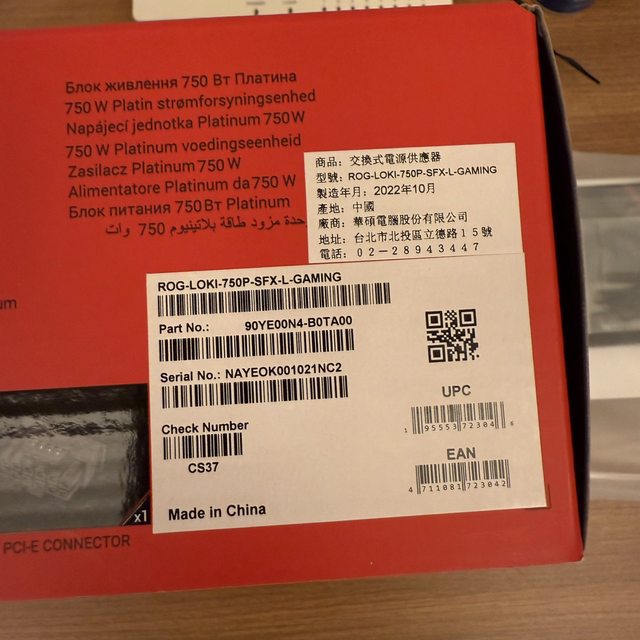 Блок живлення 750 Вт Платина
750 W Platin strømforsyningsenhed
Napájecí jednotka Platinum 750W
750 W Platinum voedingseenheid
Zasilacz Platinum 750 W
Alimentatore Platinum da 750 W
Блок питания 750 Вт Platinum
وحدة مزود طاقة بلاتينيوم 750 وات
商品：交換式電源供應器
型號：ROG-LOKI-750P-SFX-L-GAMING
製造年月：2022年10月
產地：中國
廠商：華碩電腦股份有限公司
地址：台北市北投區立德路15號
電話：02-28943447
ROG-LOKI-750P-SFX-L-GAMING
Part No.: 90YE00N4-B0TA00
Serial No.: NAYEOK001021NC2
Check Number
CS37
Made in China
UPC
1 95553 72304 6
EAN
4 711081 723042
um
x1
PCI-E CONNECTOR